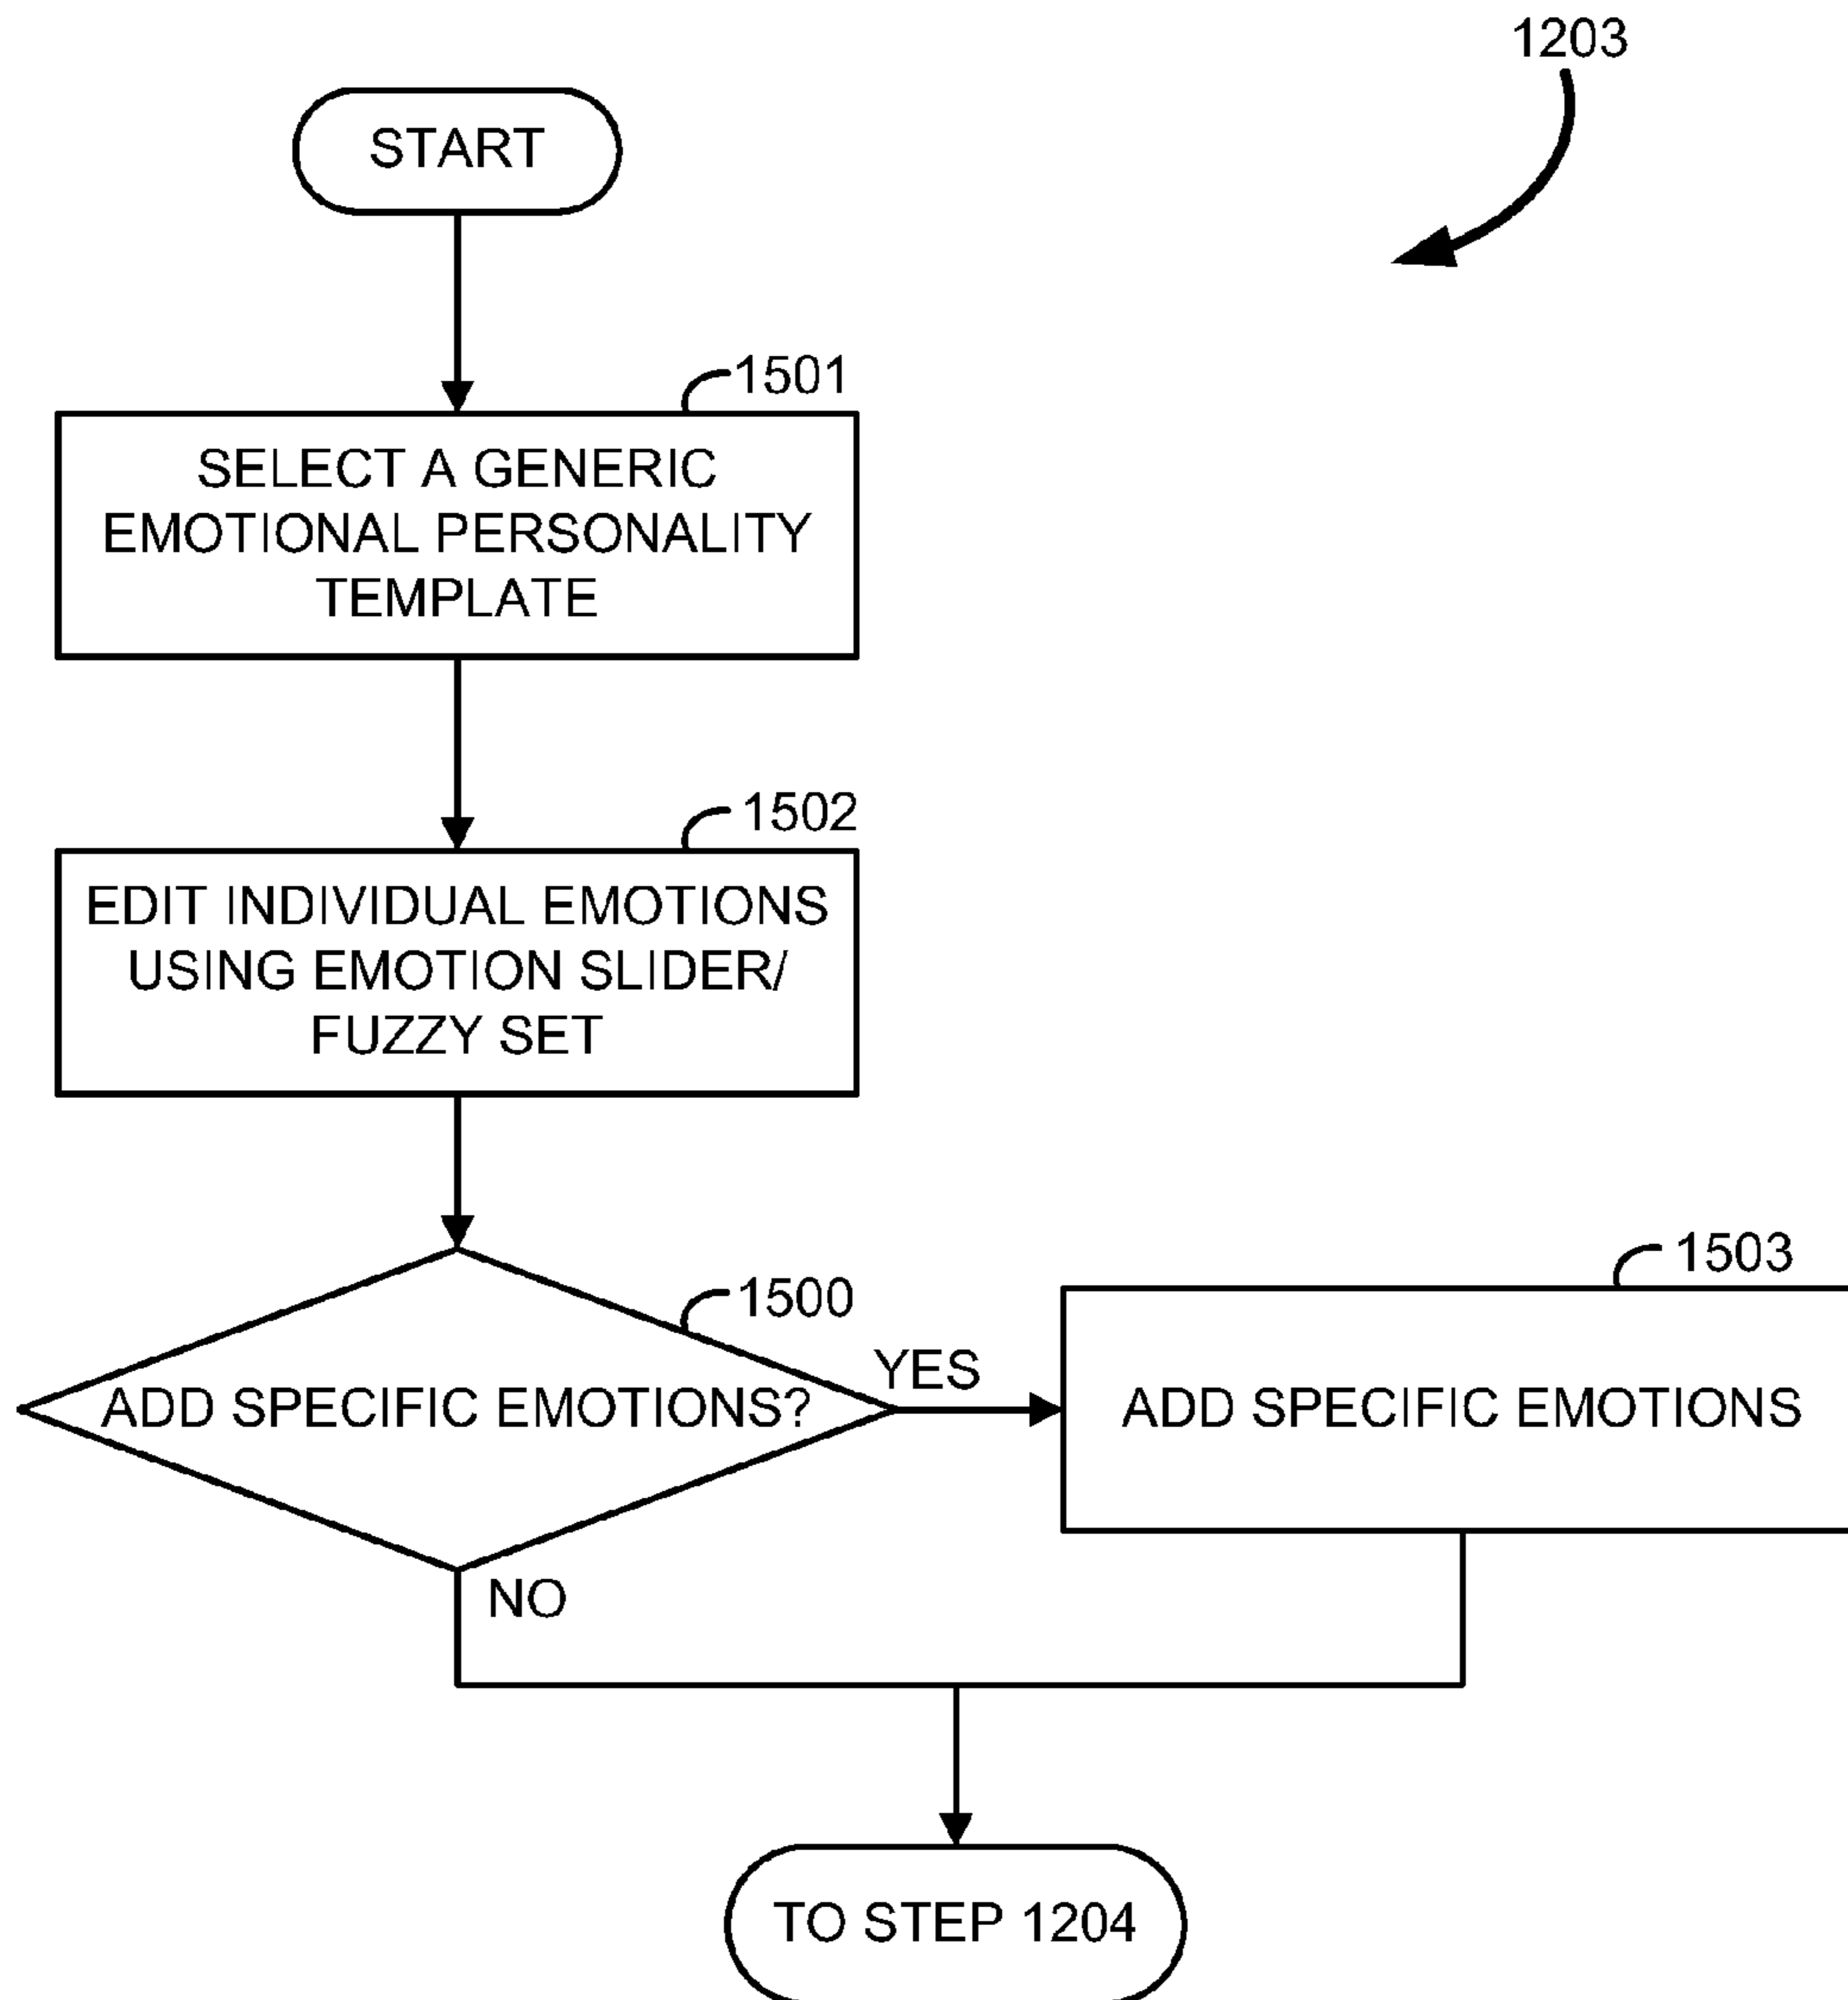 1203
START
1501
SELECT A GENERIC
EMOTIONAL PERSONALITY
TEMPLATE
1502
EDIT INDIVIDUAL EMOTIONS
USING EMOTION SLIDER/
FUZZY SET
1500
ADD SPECIFIC EMOTIONS?
YES
1503
ADD SPECIFIC EMOTIONS
NO
TO STEP 1204